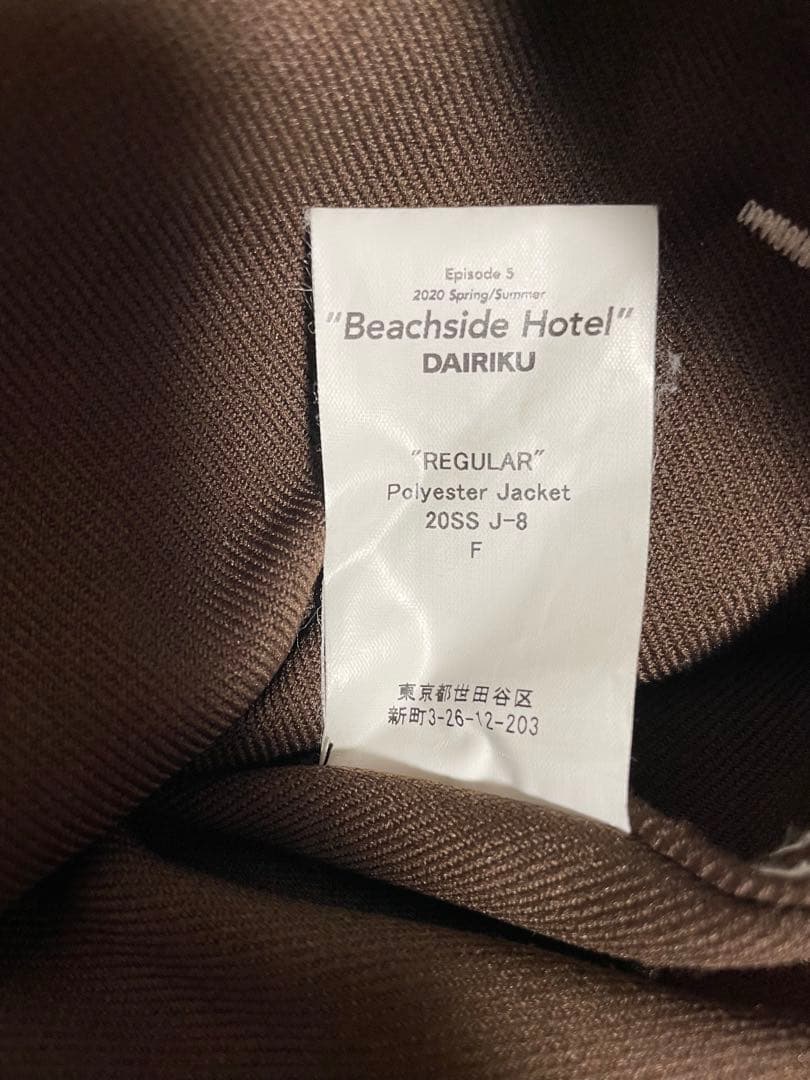 Episode 5
2020 Spring/Summer
"Beachside Hotel"
DAIRIKU
"REGULAR"
Polyester Jacket
20SS J-8
F
東京都世田谷区
新町3-26-12-203